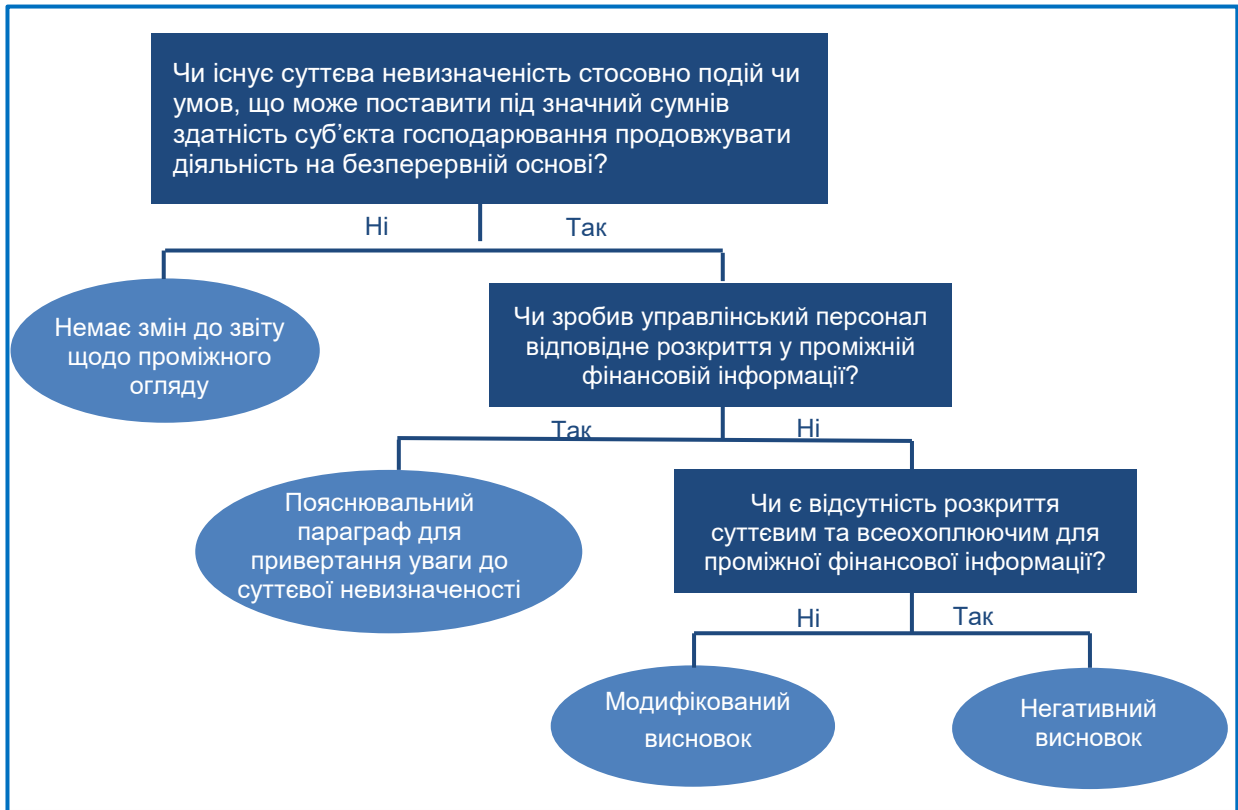 Чи існує суттєва невизначеність стосовно подій чи
умов, що може поставити під значний сумнів
здатність суб’єкта господарювання продовжувати
діяльність на безперервній основі?
Ні
Так
Немає змін до звіту
щодо проміжного
огляду
Чи зробив управлінський персонал
відповідне розкриття у проміжній
фінансовій інформації?
Так
Ні
Пояснювальний
параграф для
привертання уваги до
суттєвої невизначеності
Чи є відсутність розкриття
суттєвим та всеохоплюючим для
проміжної фінансової інформації?
Ні
Так
Модифікований
висновок
Негативний
висновок